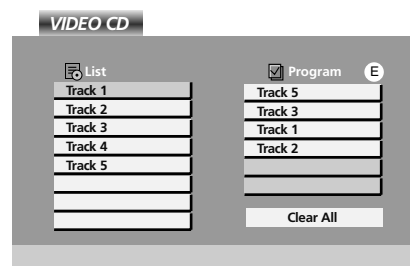 VIDEO CD
List
Track 1
Track 2
Track 3
Track 4
Track 5
Program E
Track 5
Track 3
Track 1
Track 2
Clear All